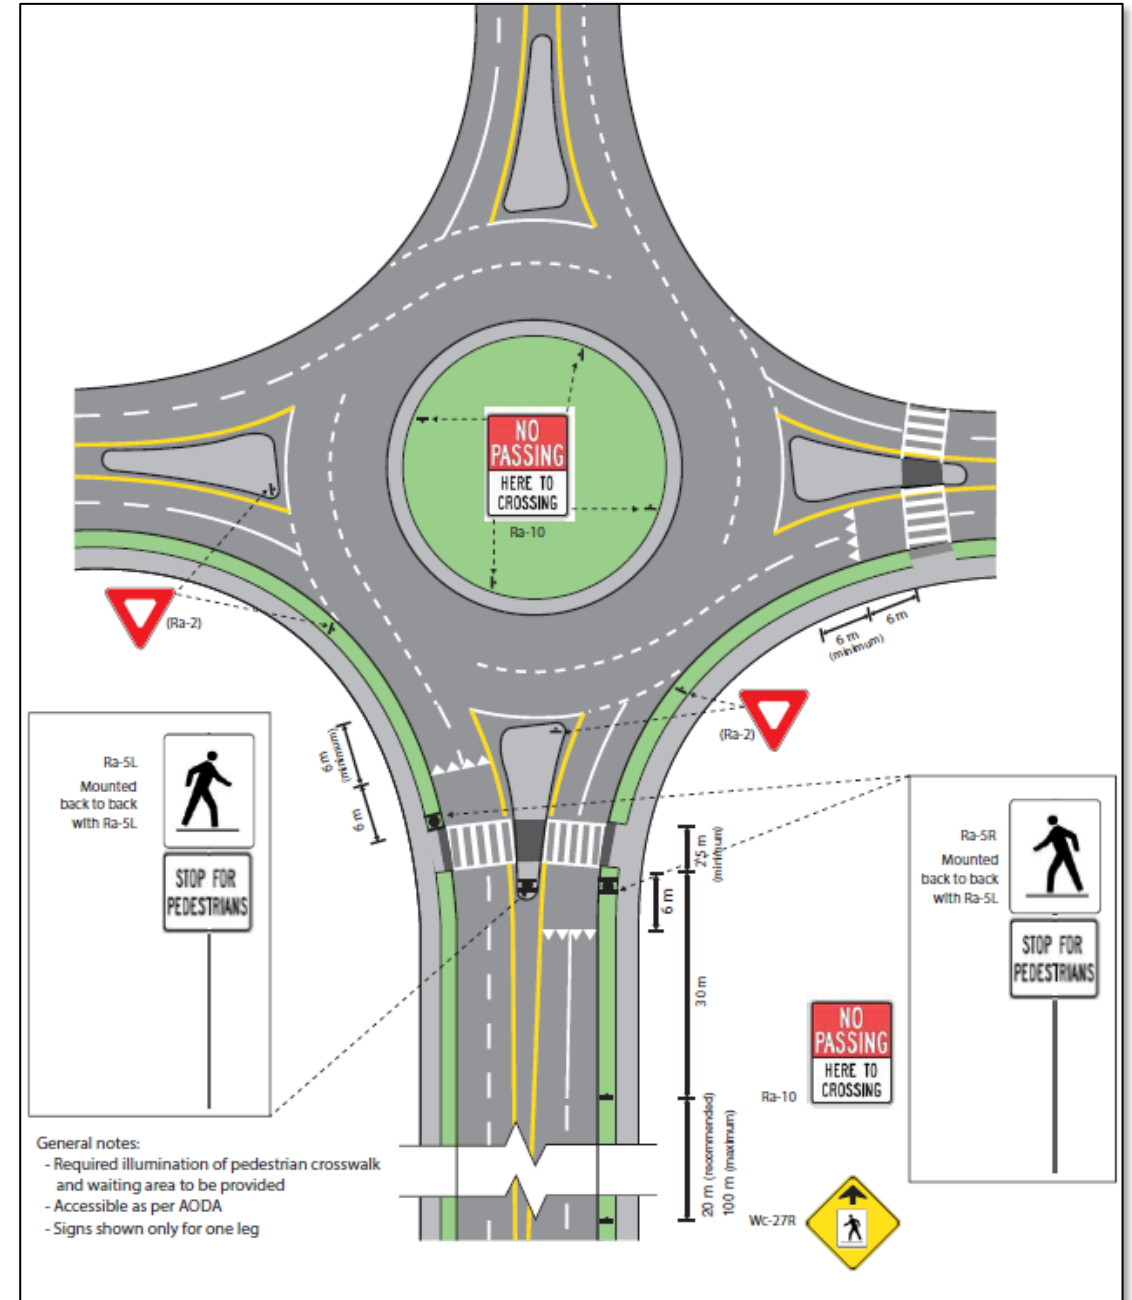 NO
PASSING
HERE TO
CROSSING
Ra-10
(Ra-2)
6 m
(minimum)
6 m
(Ra-2)
6 m
(minimum)
6 m
Ra-5L
Mounted
back to back
with Ra-5L
STOP FOR
PEDESTRIANS
2.5 m
(minimum)
6 m
30 m
20 m (recommended)
100 m (maximum)
Ra-5R
Mounted
back to back
with Ra-5L
STOP FOR
PEDESTRIANS
NO
PASSING
HERE TO
CROSSING
Ra-10
Wc-27R
General notes:
- Required illumination of pedestrian crosswalk
and waiting area to be provided
- Accessible as per AODA
- Signs shown only for one leg